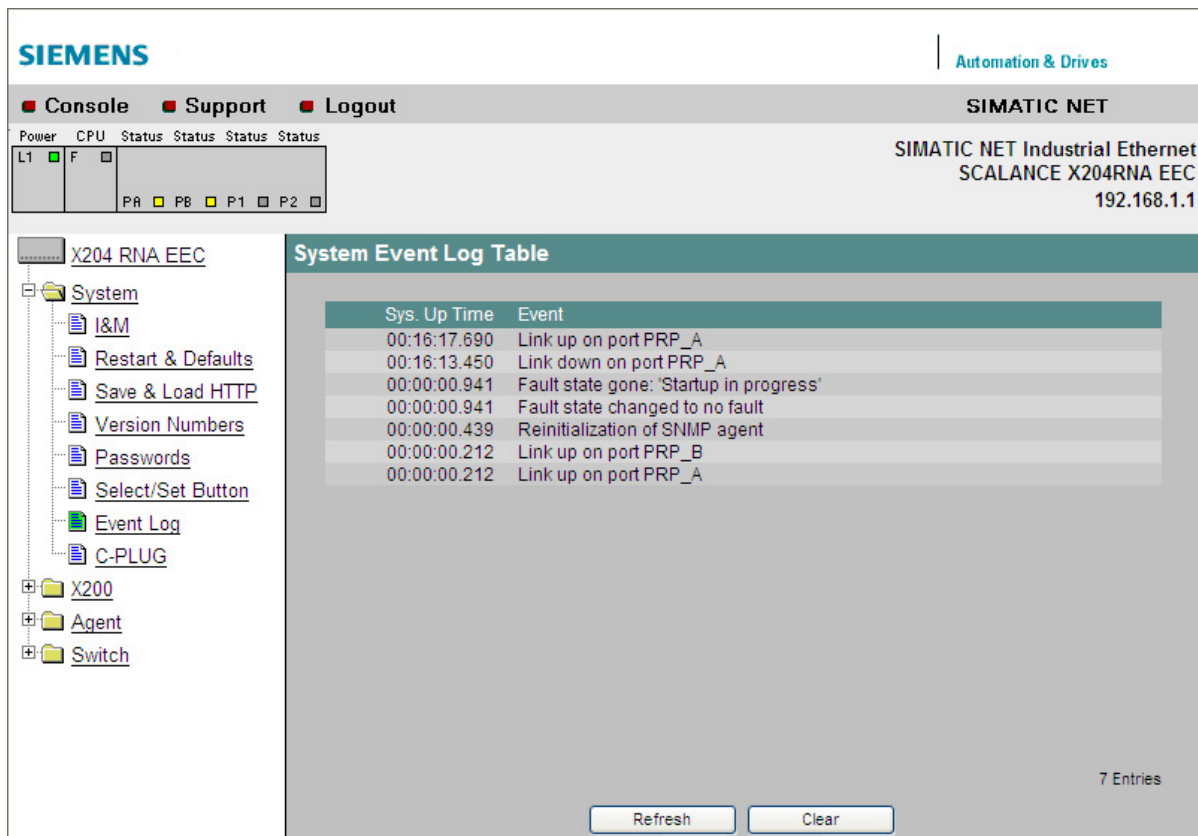 SIEMENS
Automation & Drives
Console Support Logout SIMATIC NET
Power CPU Status Status Status Status
L1 F
PA PB P1 P2
SIMATIC NET Industrial Ethernet
SCALANCE X204RNA EEC
192.168.1.1
X204 RNA EEC
System
I&M
Restart & Defaults
Save & Load HTTP
Version Numbers
Passwords
Select/Set Button
Event Log
C-PLUG
X200
Agent
Switch
System Event Log Table
Sys. Up Time Event
00:16:17.690 Link up on port PRP_A
00:16:13.450 Link down on port PRP_A
00:00:00.941 Fault state gone: 'Startup in progress'
00:00:00.941 Fault state changed to no fault
00:00:00.439 Reinitialization of SNMP agent
00:00:00.212 Link up on port PRP_B
00:00:00.212 Link up on port PRP_A
7 Entries
Refresh Clear